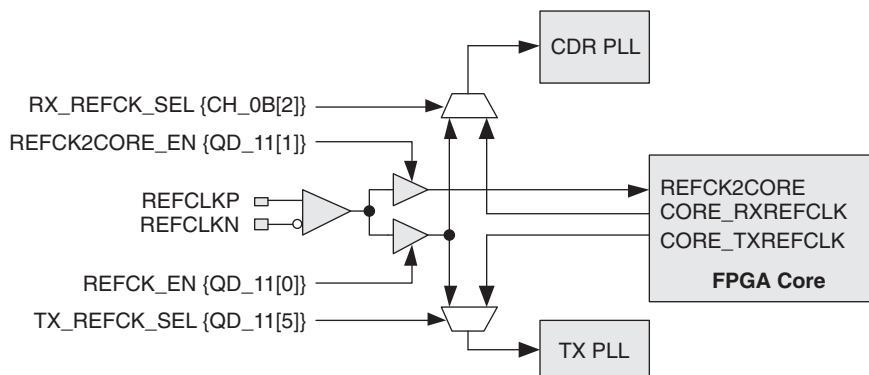 CDR PLL
RX_REFCK_SEL {CH_0B[2]}
REFCK2CORE_EN {QD_11[1]}
REFCLKP
REFCLKN
REFCK2CORE
CORE_RXREFCLK
CORE_TXREFCLK
FPGA Core
REFCK_EN {QD_11[0]}
TX_REFCK_SEL {QD_11[5]}
TX PLL